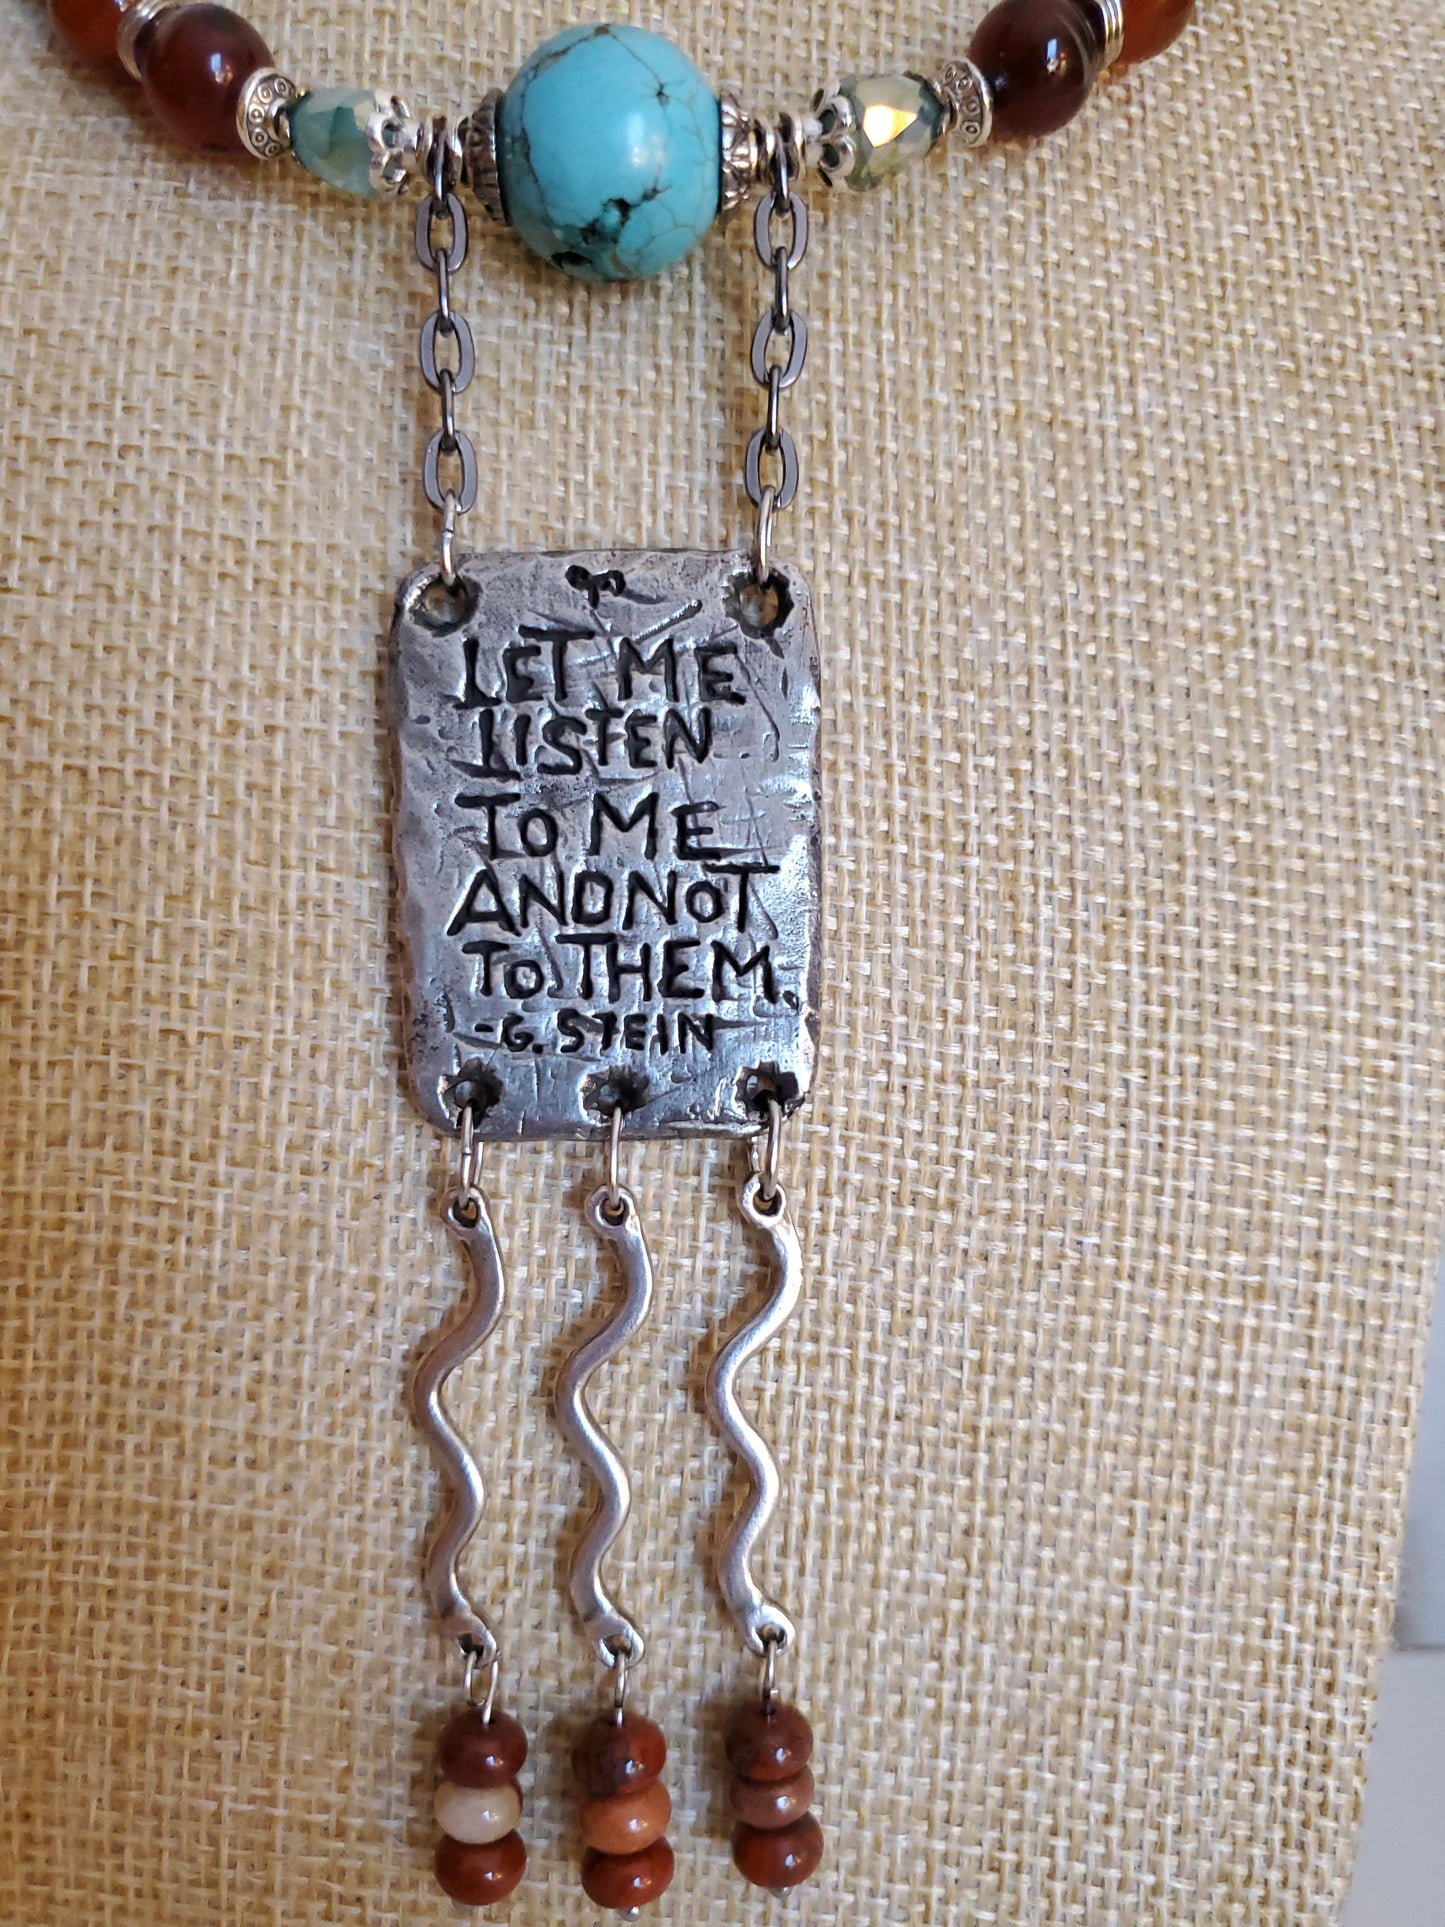 LET ME
LISTEN
TO ME
AND NOT
TO THEM.
-G. STEIN